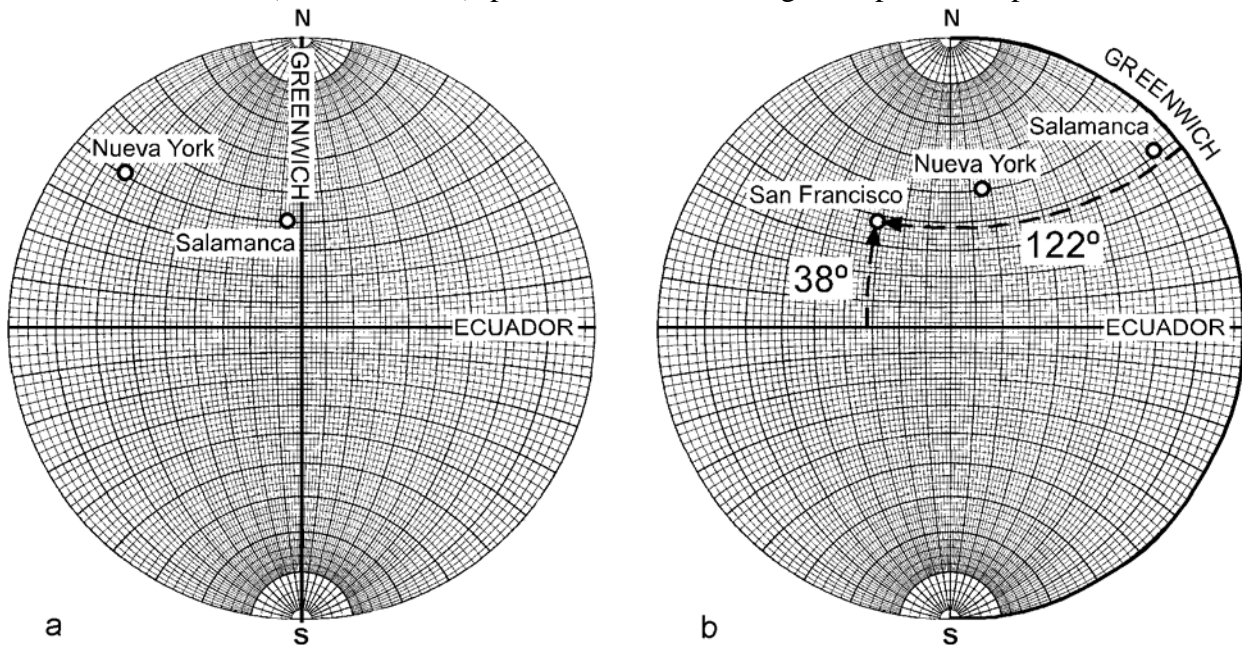 N
GREENWICH
Nueva York
Salamanca
ECUADOR
a
S
N
GREENWICH
Salamanca
Nueva York
San Francisco
122º
38º
ECUADOR
b
S